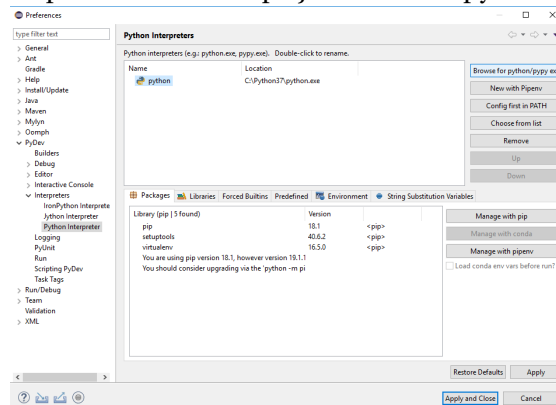 Preferences
type filter text
Python Interpreters
General
Ant
Gradle
Help
Install/Update
Java
Maven
Mylyn
Oomph
PyDev
Builders
Debug
Editor
Interactive Console
Interpreters
IronPython Interprete
Jython Interpreter
Python Interpreter
Logging
PyUnit
Run
Scripting PyDev
Task Tags
Run/Debug
Team
Validation
XML
Python interpreters (e.g.: python.exe, pypy.exe). Double-click to rename.
Name Location
python C:\Python37\python.exe
Browse for python/pypy ex
New with Pipenv
Config first in PATH
Choose from list
Remove
Up
Down
Packages Libraries Forced Builtins Predefined Environment String Substitution Variables
Library (pip | 5 found) Version
pip 18.1 <pip>
setuptools 40.6.2 <pip>
virtualenv 16.5.0 <pip>
You are using pip version 18.1, however version 19.1.1
You should consider upgrading via the 'python -m pi
Manage with pip
Manage with conda
Manage with pipenv
Load conda env vars before run?
Restore Defaults Apply
Apply and Close Cancel